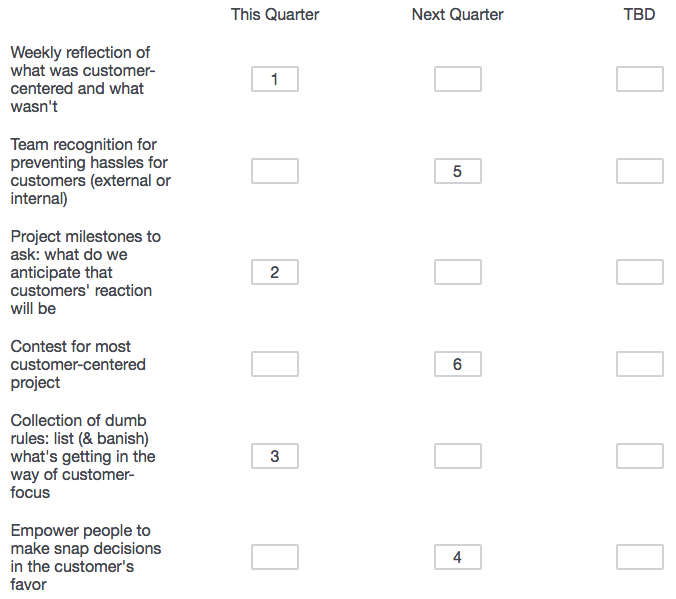 This Quarter Next Quarter TBD
Weekly reflection of
what was customer-
centered and what
wasn't
1
Team recognition for
preventing hassles for
customers (external or
internal)
5
Project milestones to
ask: what do we
anticipate that
customers' reaction
will be
2
Contest for most
customer-centered
project
6
Collection of dumb
rules: list (& banish)
what's getting in the
way of customer-
focus
3
Empower people to
make snap decisions
in the customer's
favor
4